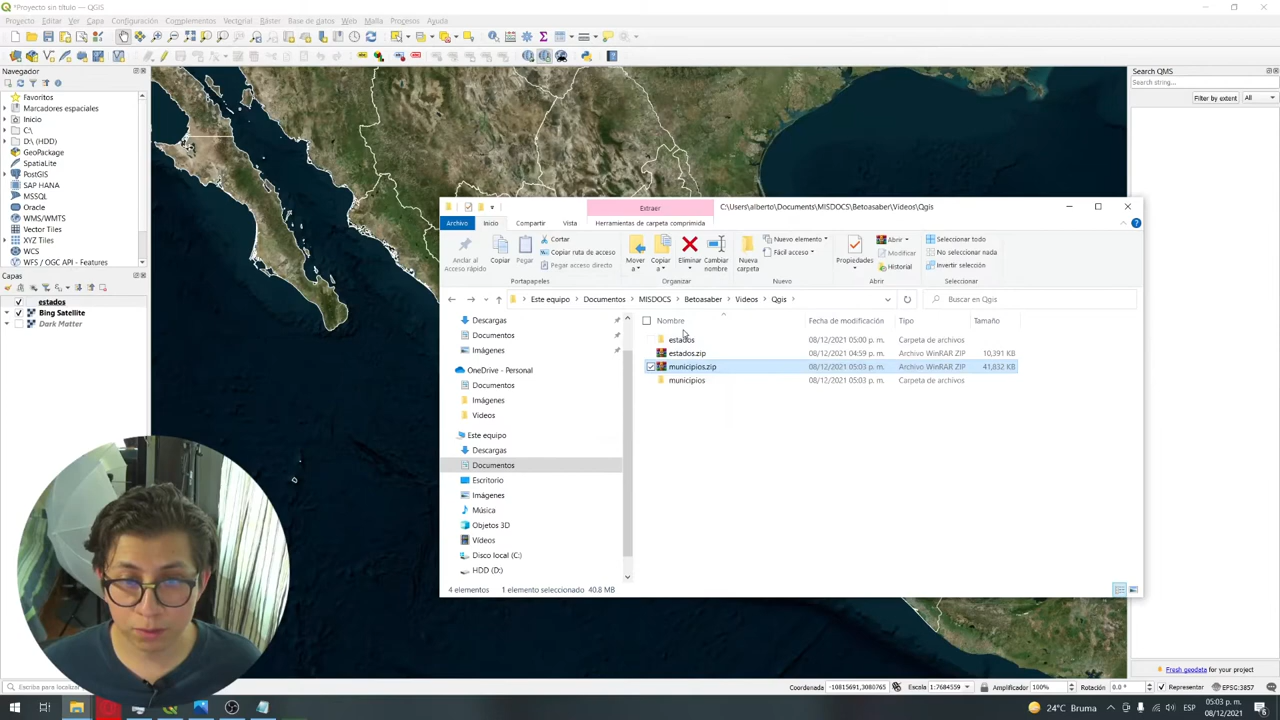 *Proyecto sin título — QGIS
Proyecto Editar Ver Capa Configuración Complementos Vectorial Ráster Base de datos Web Malla Procesos Ayuda
Navegador
Favoritos
Marcadores espaciales
Inicio
C:\
D:\ (HDD)
GeoPackage
SpatiaLite
PostGIS
SAP HANA
MSSQL
Oracle
WMS/WMTS
Vector Tiles
XYZ Tiles
WCS
WFS / OGC API - Features
Capas
estados
Bing Satellite
Dark Matter
Search QMS
Search string...
Filter by extent All
Extraer
C:\Users\alberto\Documents\MISDOCS\Betoasaber\Videos\Qgis
Archivo Inicio Compartir Vista Herramientas de carpeta comprimida
Anclar al Acceso rápido
Copiar
Pegar
Cortar
Copiar ruta de acceso
Pegar acceso directo
Portapapeles
Mover a
Copiar a
Eliminar
Cambiar nombre
Organizar
Nueva carpeta
Nuevo elemento
Fácil acceso
Nuevo
Propiedades
Abrir
Modificar
Historial
Abrir
Seleccionar todo
No seleccionar nada
Invertir selección
Seleccionar
Este equipo > Documentos > MISDOCS > Betoasaber > Videos > Qgis >
Buscar en Qgis
Descargas
Documentos
Imágenes
OneDrive - Personal
Documentos
Imágenes
Videos
Este equipo
Descargas
Documentos
Escritorio
Imágenes
Música
Objetos 3D
Vídeos
Disco local (C:)
HDD (D:)
Nombre Fecha de modificación Tipo Tamaño
estados 08/12/2021 05:00 p. m. Carpeta de archivos
estados.zip 08/12/2021 04:59 p. m. Archivo WinRAR ZIP 10,391 KB
municipios.zip 08/12/2021 05:03 p. m. Archivo WinRAR ZIP 41,832 KB
municipios 08/12/2021 05:03 p. m. Carpeta de archivos
4 elementos 1 elemento seleccionado 40.8 MB
Fresh geodata for your project
Escriba para localizar
Coordenada -10815691,3080765 Escala 1:7684559 Amplificador 100% Rotación 0.0 ° Representar EPSG:3857
24°C Bruma ESP 05:03 p. m.
08/12/2021 6